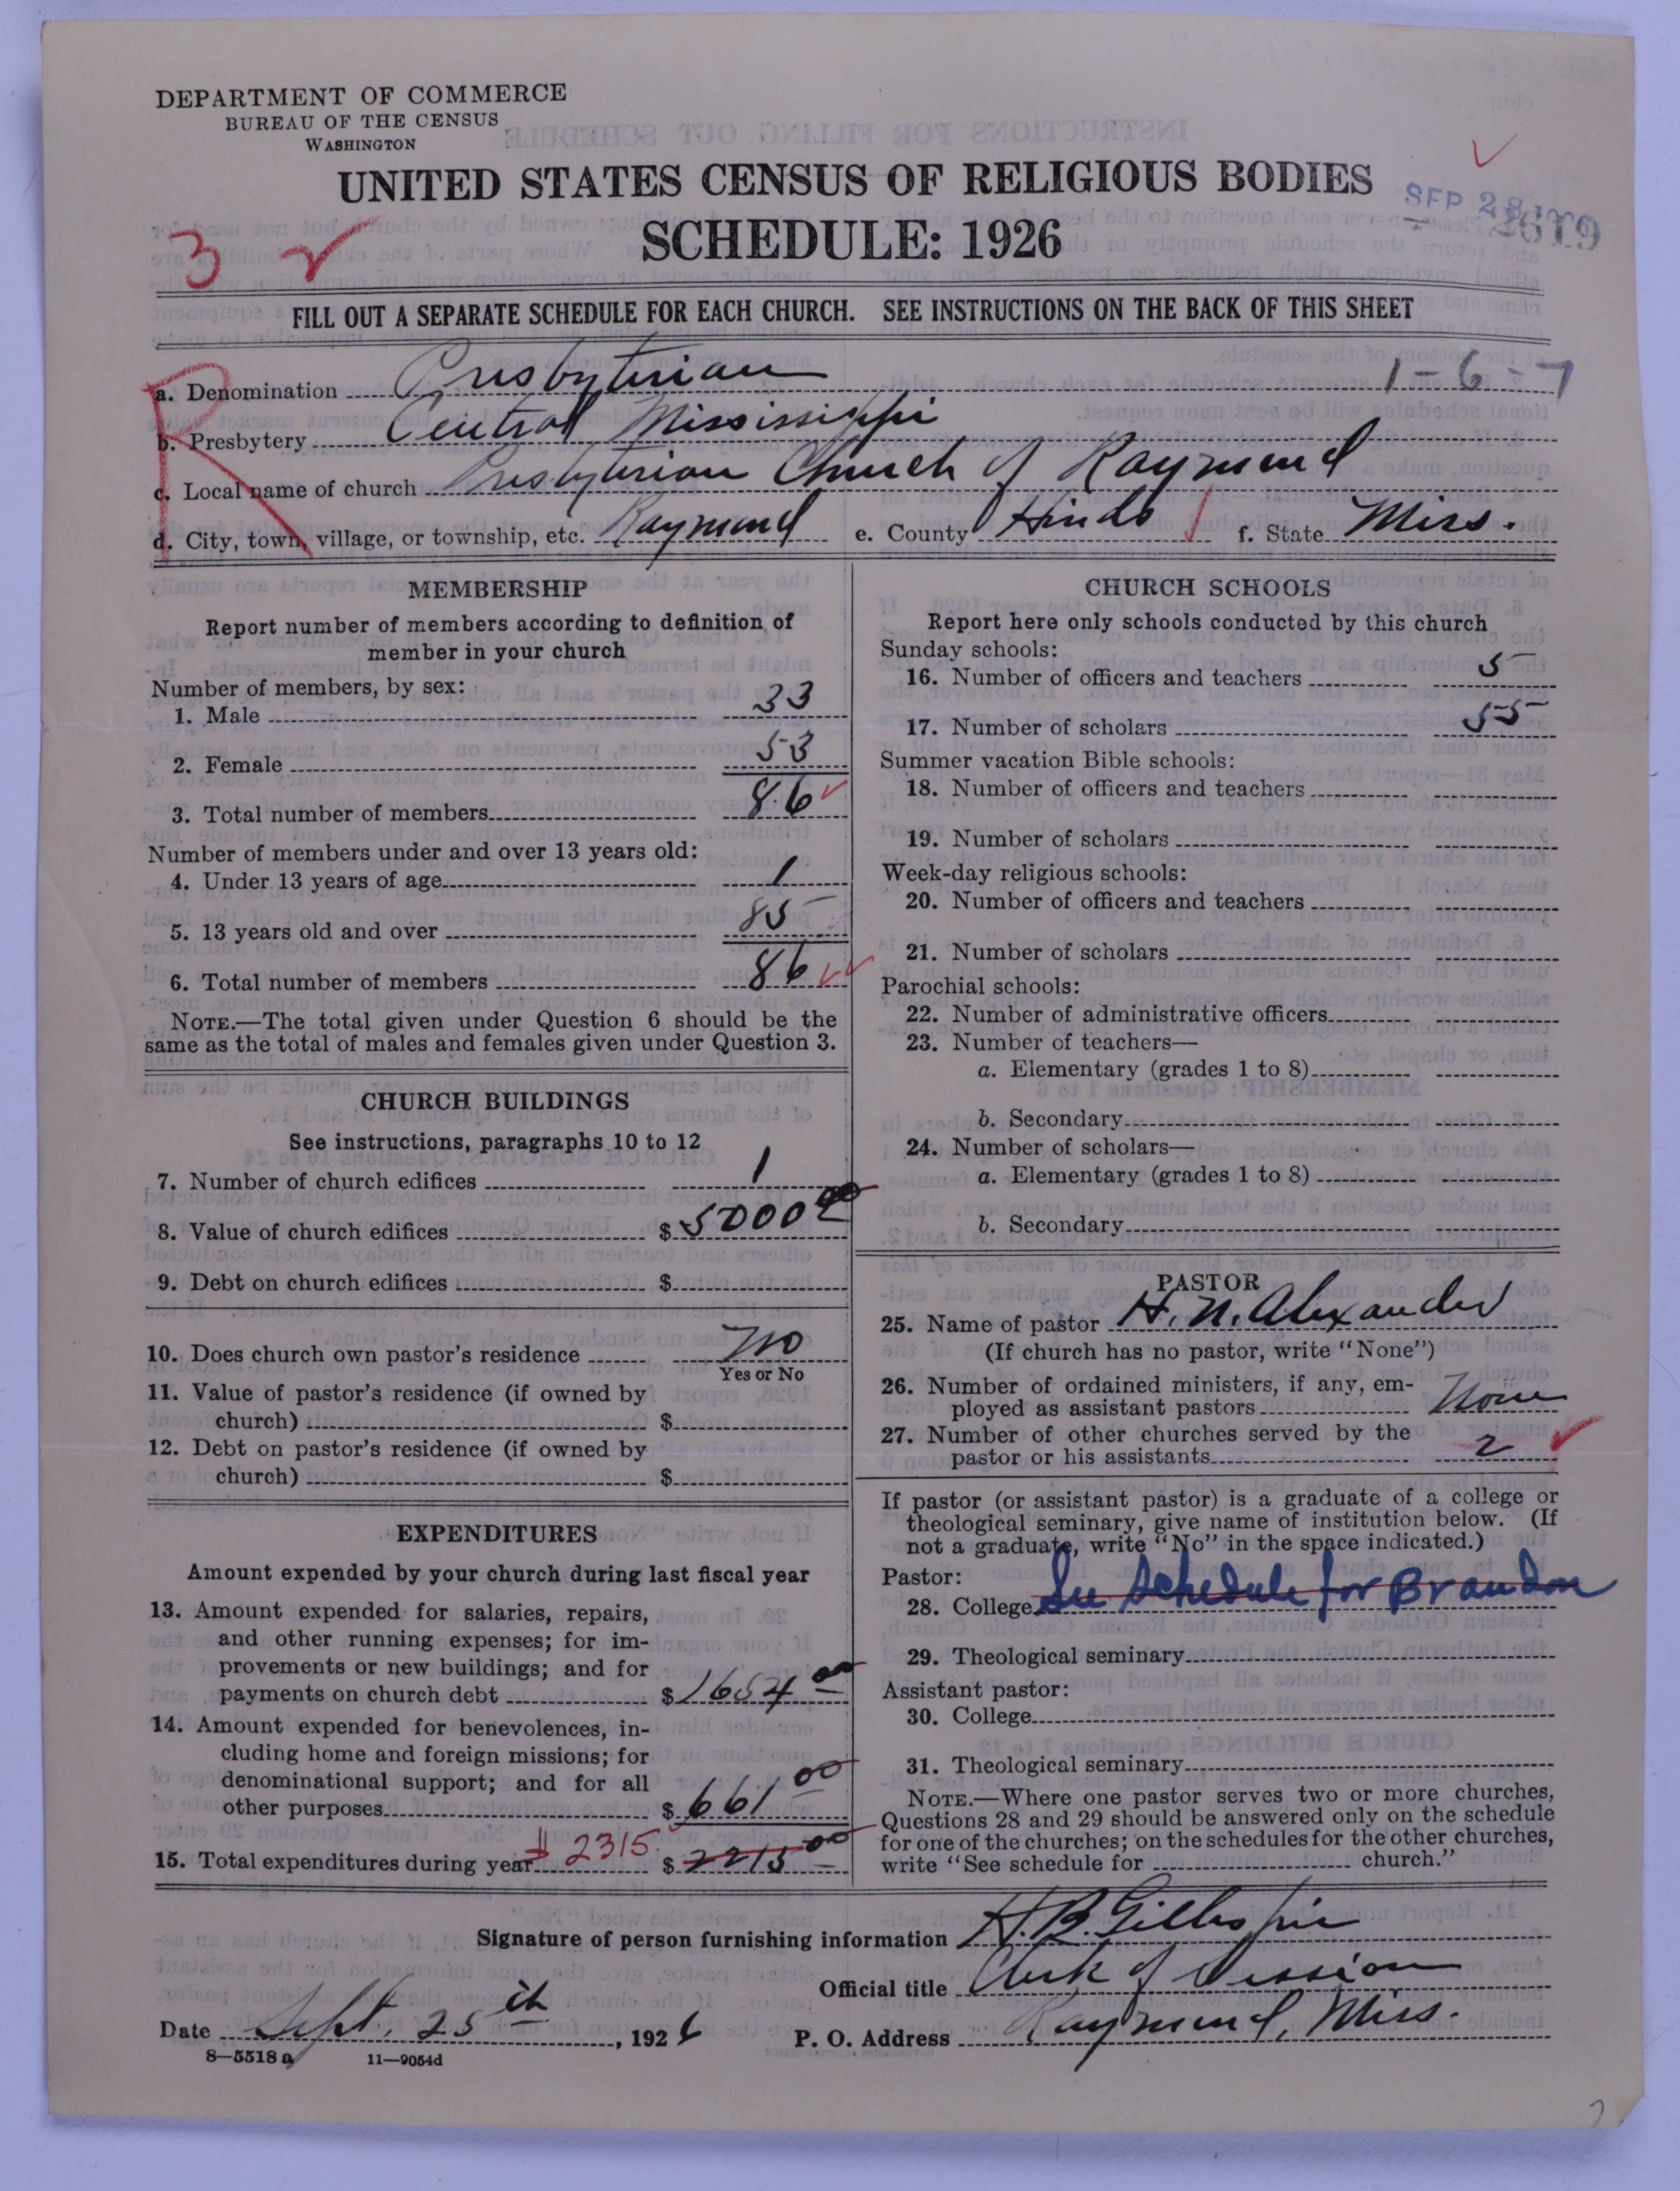 DEPARTMENT OF COMMERCE
BUREAU OF THE CENSUS
WASHINGTON
UNITED STATES CENSUS OF RELIGIOUS BODIES
SCHEDULE: 1926
SEP 28
3
FILL OUT A SEPARATE SCHEDULE FOR EACH CHURCH. SEE INSTRUCTIONS ON THE BACK OF THIS SHEET
R
a. Denomination Presbyterian 1-6-7
b. Presbytery Central Mississippi
c. Local name of church Presbyterian Church of Raymond
d. City, town, village, or township, etc. Raymond e. County Hinds f. State Miss.
MEMBERSHIP
Report number of members according to definition of
member in your church
Number of members, by sex:
1. Male 33
2. Female 53
3. Total number of members 86
Number of members under and over 13 years old:
4. Under 13 years of age 1
5. 13 years old and over 85
6. Total number of members 86
NOTE.—The total given under Question 6 should be the
same as the total of males and females given under Question 3.
CHURCH BUILDINGS
See instructions, paragraphs 10 to 12
7. Number of church edifices 1
8. Value of church edifices $ 5000 00
9. Debt on church edifices $
10. Does church own pastor's residence No
Yes or No
11. Value of pastor's residence (if owned by
church) $
12. Debt on pastor's residence (if owned by
church) $
EXPENDITURES
Amount expended by your church during last fiscal year
13. Amount expended for salaries, repairs,
and other running expenses; for im-
provements or new buildings; and for
payments on church debt $ 1654 00
14. Amount expended for benevolences, in-
cluding home and foreign missions; for
denominational support; and for all
other purposes $ 661 00
15. Total expenditures during year $ 2315 $ 2215 00
CHURCH SCHOOLS
Report here only schools conducted by this church
Sunday schools:
16. Number of officers and teachers 5
17. Number of scholars 55
Summer vacation Bible schools:
18. Number of officers and teachers
19. Number of scholars
Week-day religious schools:
20. Number of officers and teachers
21. Number of scholars
Parochial schools:
22. Number of administrative officers
23. Number of teachers—
a. Elementary (grades 1 to 8)
b. Secondary
24. Number of scholars—
a. Elementary (grades 1 to 8)
b. Secondary
PASTOR
25. Name of pastor H. N. Alexander
(If church has no pastor, write "None")
26. Number of ordained ministers, if any, em-
ployed as assistant pastors None
27. Number of other churches served by the
pastor or his assistants 2
If pastor (or assistant pastor) is a graduate of a college or
theological seminary, give name of institution below. (If
not a graduate, write "No" in the space indicated.)
Pastor:
28. College See schedule for Brandon
29. Theological seminary
Assistant pastor:
30. College
31. Theological seminary
NOTE.—Where one pastor serves two or more churches,
Questions 28 and 29 should be answered only on the schedule
for one of the churches; on the schedules for the other churches,
write "See schedule for church."
Signature of person furnishing information H. B. Gillespie
Official title Clerk of Session
Date Sept. 25th, 1926 P. O. Address Raymond, Miss.
8—5518 a 11—9054d